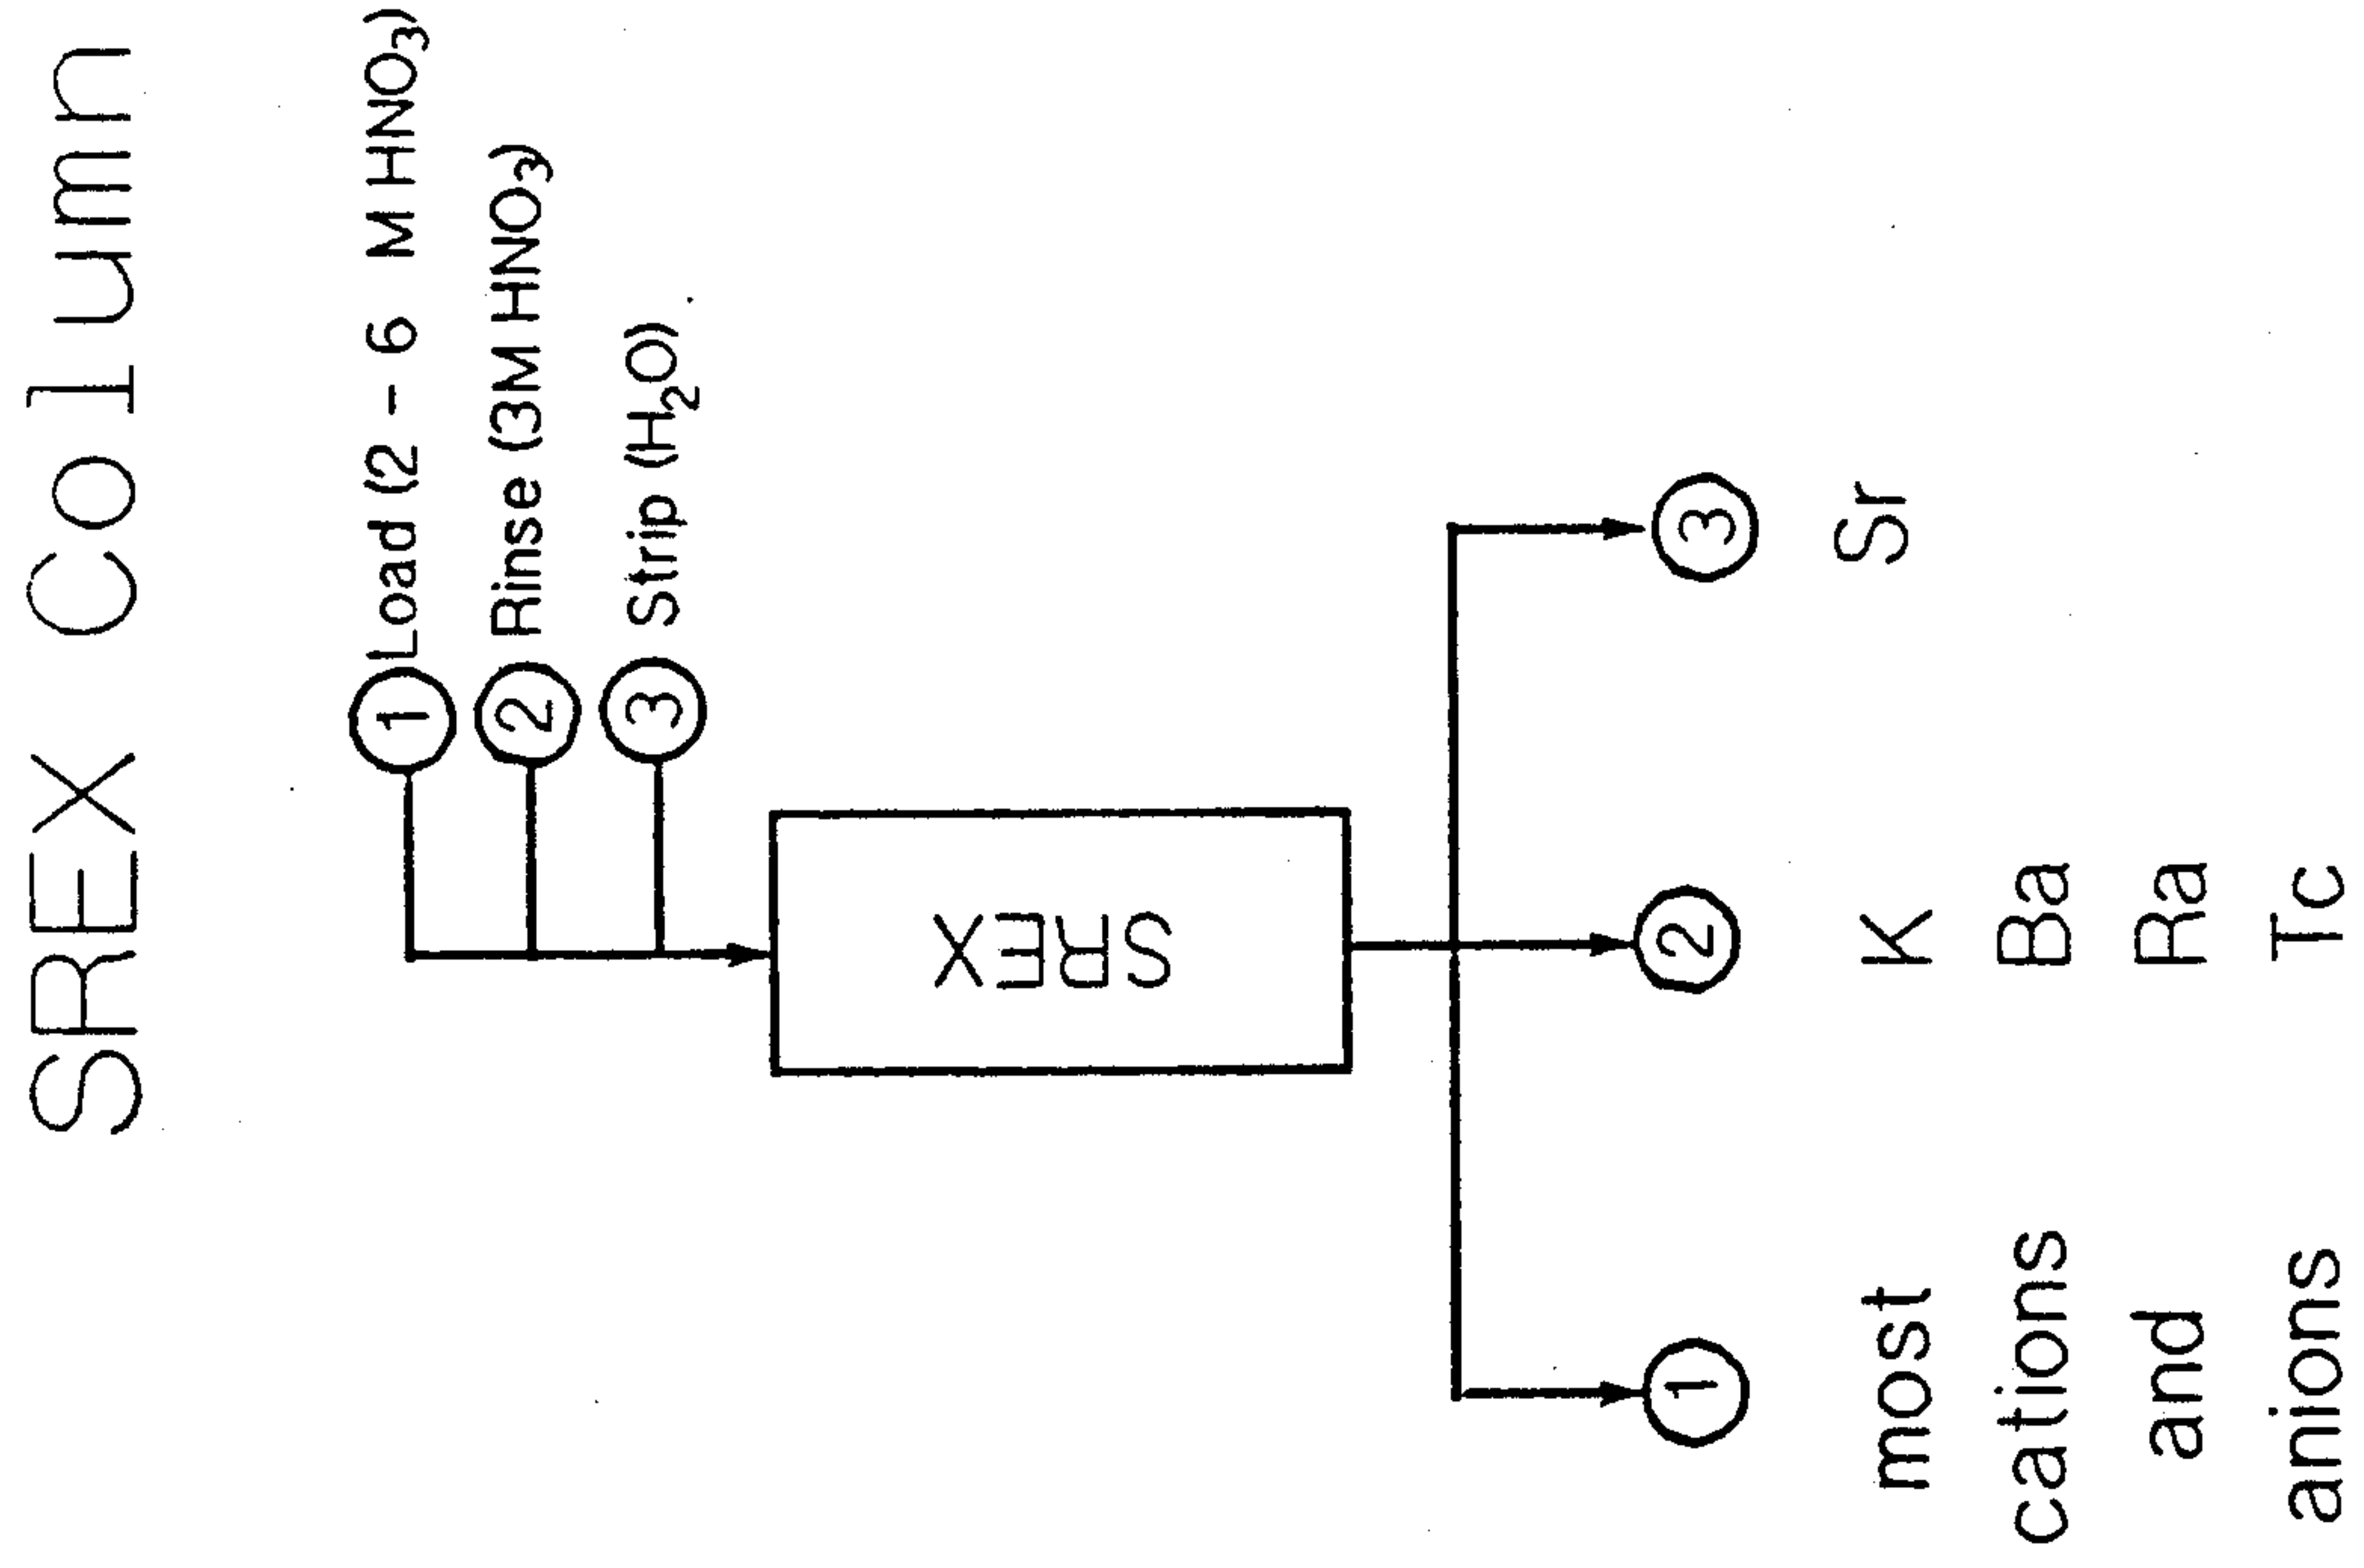 SREX Column
① Load (2 - 6 M HNO₃)
② Rinse (3M HNO₃)
③ Strip (H₂O)
SREX
①
②
③
most
cations
and
anions
K
Ba
Ra
Tc
Sr